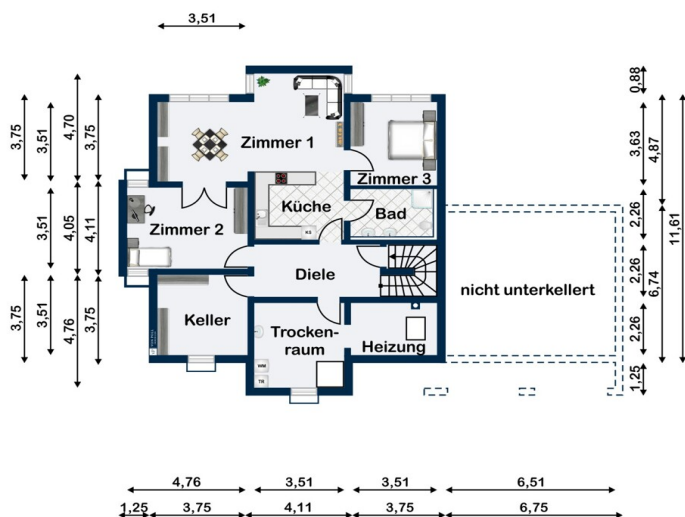 3,51
0,88
3,75
3,51
4,70
3,75
3,63
4,87
Zimmer 1
Zimmer 3
Küche
KS
Bad
3,51
4,05
4,11
2,26
11,61
Zimmer 2
Diele
nicht unterkellert
2,26
6,74
3,75
3,51
4,76
3,75
Keller
Trocken-
raum
Heizung
WM
TR
2,26
1,25
4,76
3,51
3,51
6,51
1,25
3,75
4,11
3,75
6,75